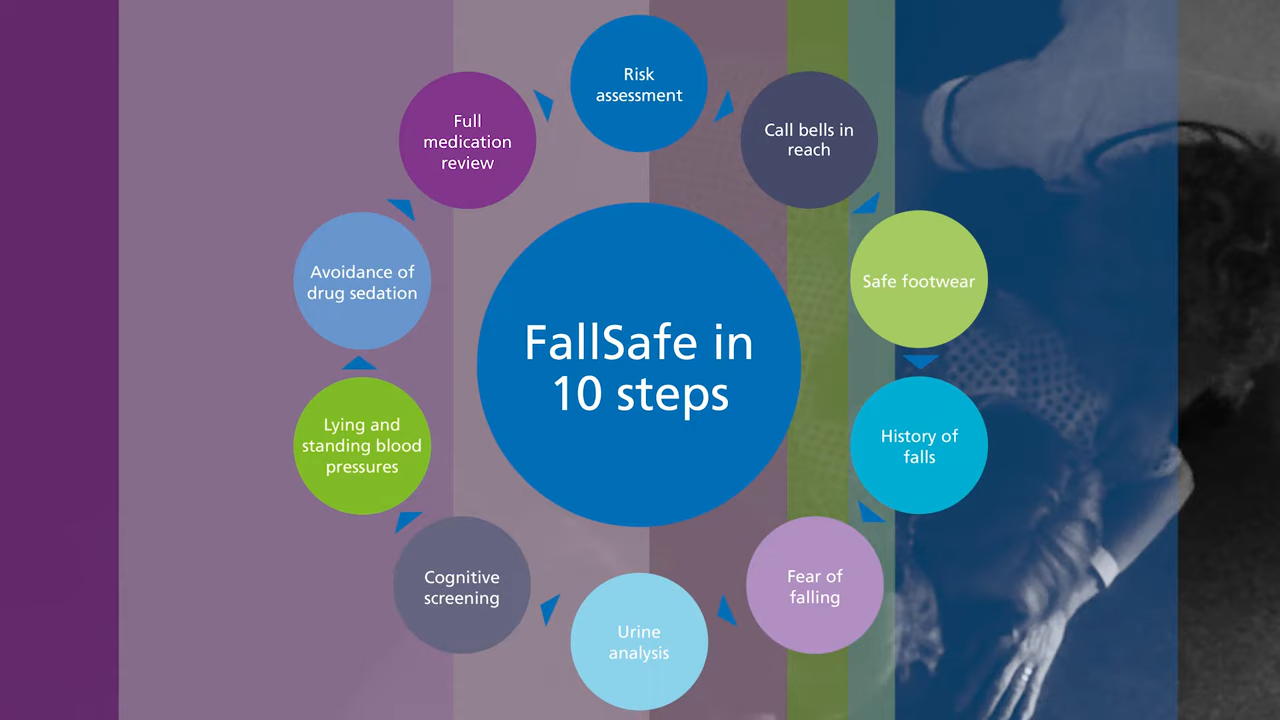 FallSafe in
10 steps
Risk
assessment
Call bells in
reach
Safe footwear
History of
falls
Fear of
falling
Urine
analysis
Cognitive
screening
Lying and
standing blood
pressures
Avoidance of
drug sedation
Full
medication
review